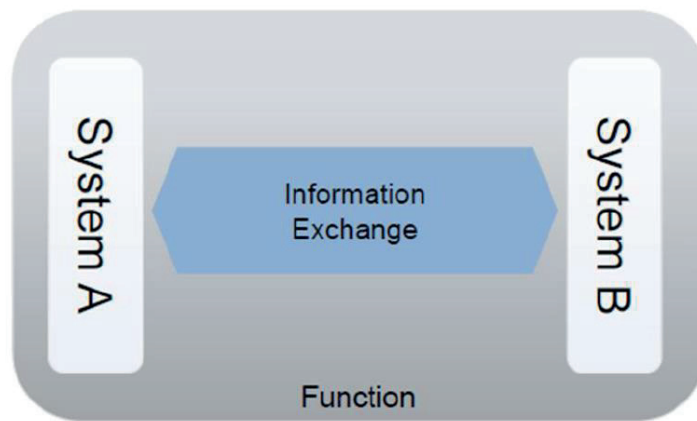 System A
Information
Exchange
System B
Function